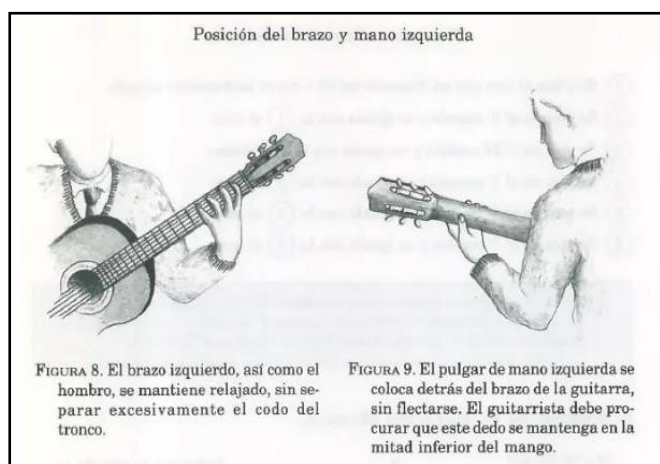 Posición del brazo y mano izquierda
FIGURA 8. El brazo izquierdo, así como el
hombro, se mantiene relajado, sin se-
parar excesivamente el codo del
tronco.
FIGURA 9. El pulgar de mano izquierda se
coloca detrás del brazo de la guitarra,
sin flectarse. El guitarrista debe pro-
curar que este dedo se mantenga en la
mitad inferior del mango.